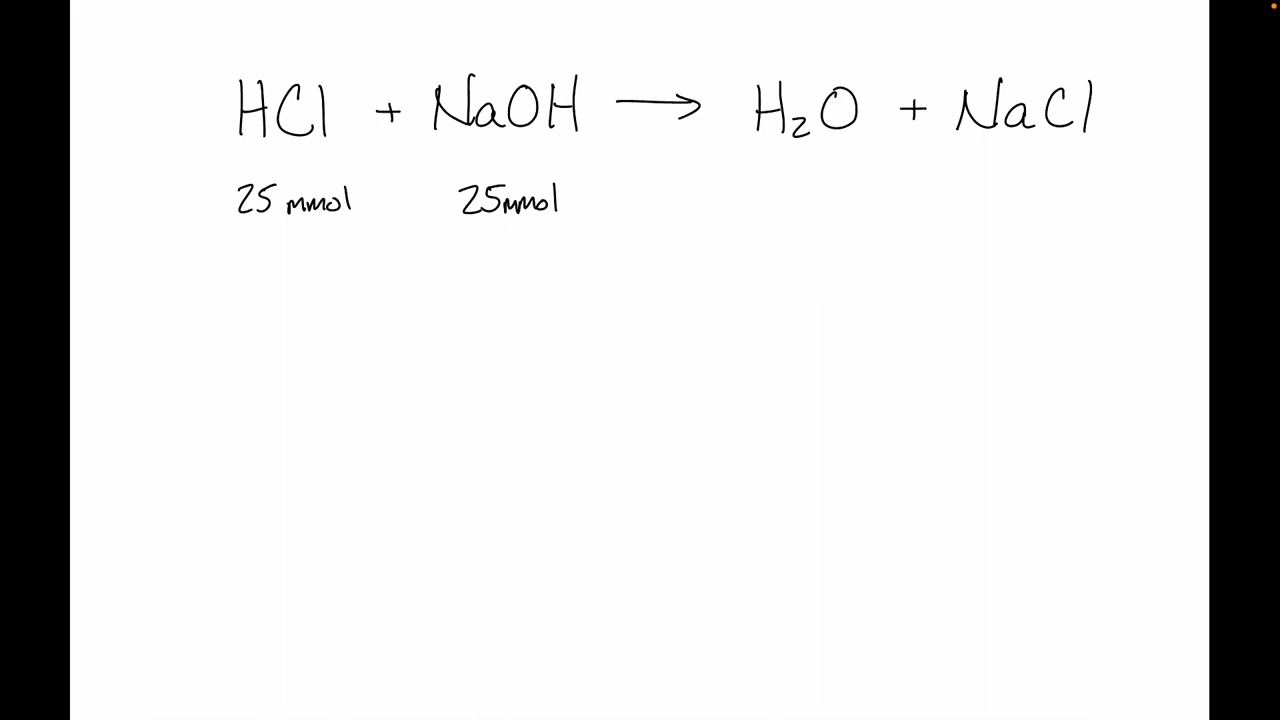 HCl + NaOH → H₂O + NaCl
25 mmol 25mmol